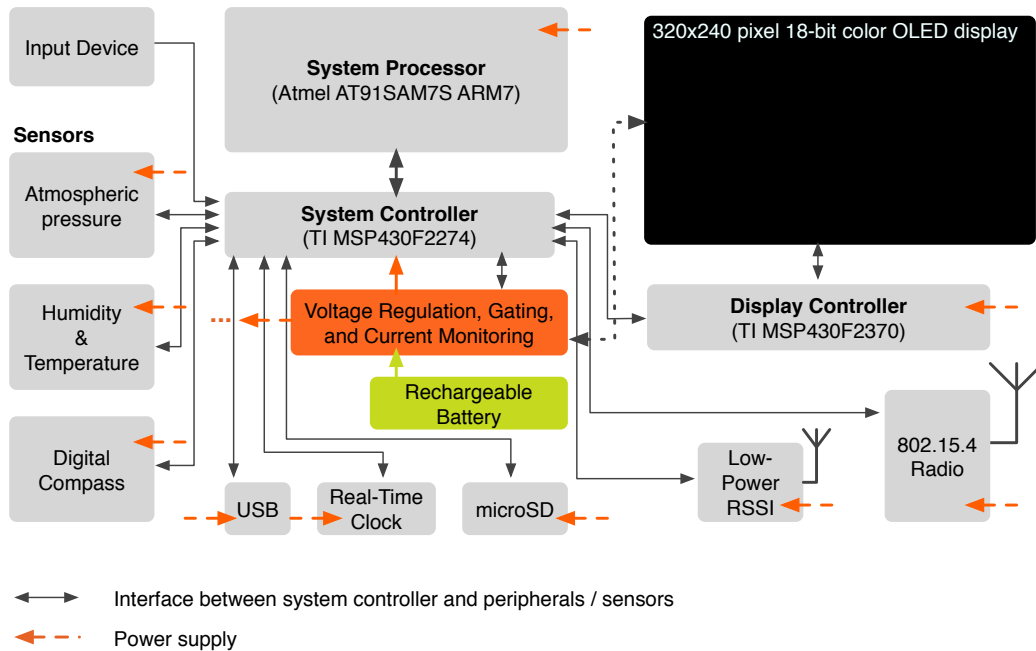 Input Device
System Processor
(Atmel AT91SAM7S ARM7)
320x240 pixel 18-bit color OLED display
Sensors
Atmospheric
pressure
System Controller
(TI MSP430F2274)
Humidity
&
Temperature
Voltage Regulation, Gating,
and Current Monitoring
Display Controller
(TI MSP430F2370)
Rechargeable
Battery
Digital
Compass
USB
Real-Time
Clock
microSD
Low-
Power
RSSI
802.15.4
Radio
Interface between system controller and peripherals / sensors
Power supply